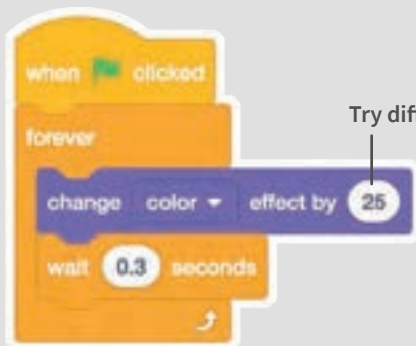 when clicked
Try dif
forever
change color effect by 25
wait 0.3 seconds